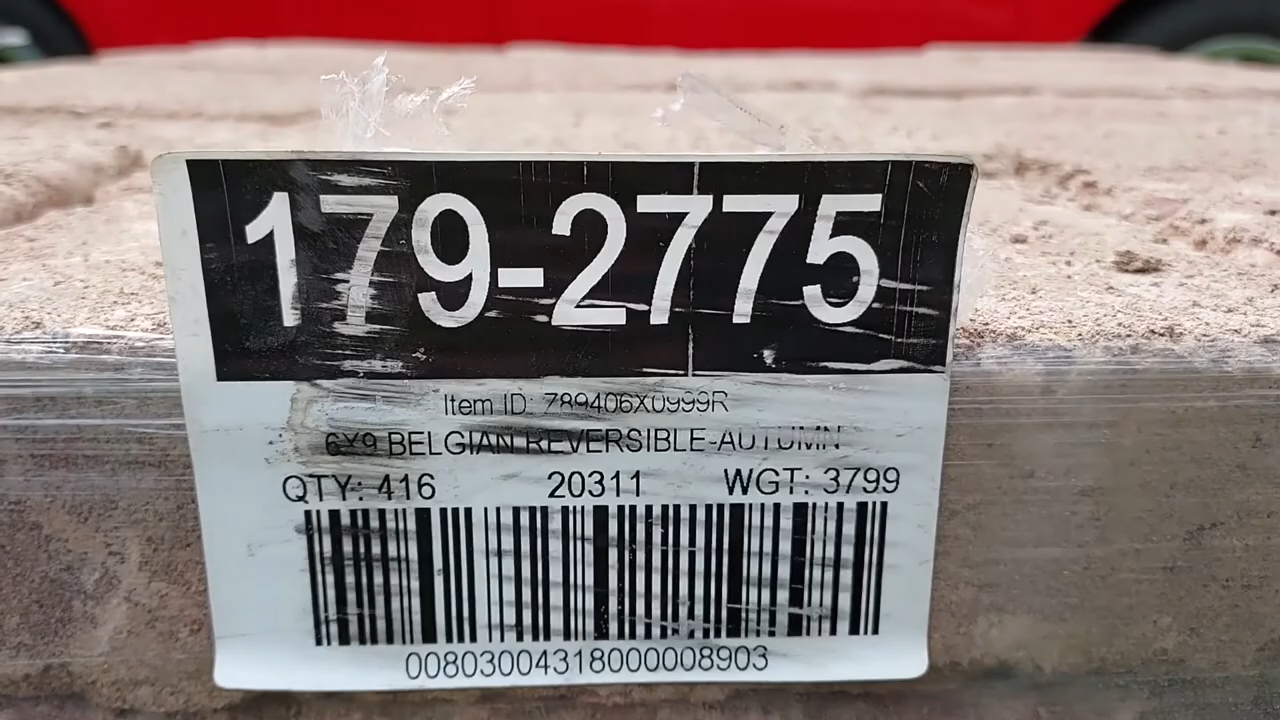 179-2775
Item ID: 789406X0999R
6X9 BELGIAN REVERSIBLE-AUTUMN
QTY: 416 20311 WGT: 3799
00803004318000008903